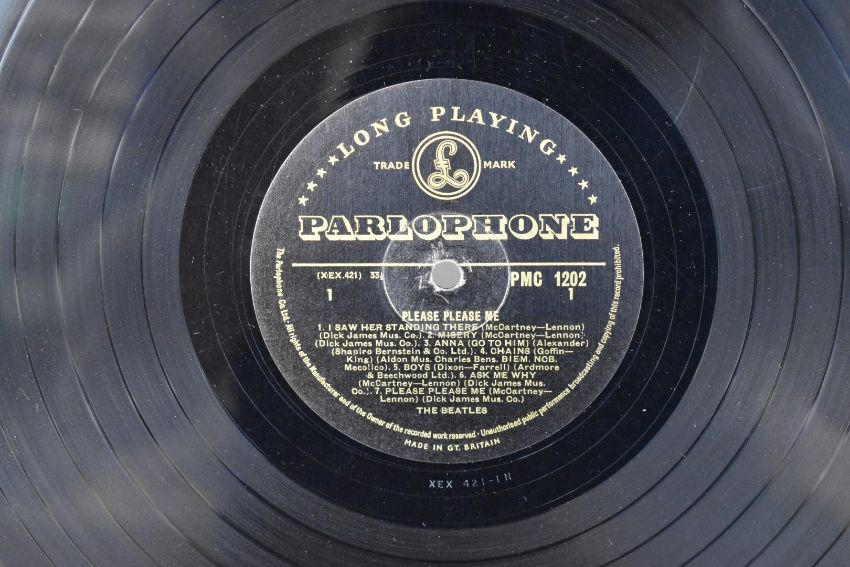 LONG PLAYING
TRADE £ MARK
PARLOPHONE
(XEX.421) 33⅓ PMC 1202
1 1
PLEASE PLEASE ME
1. I SAW HER STANDING THERE (McCartney—Lennon)
(Dick James Mus. Co.) 2. MISERY (McCartney—Lennon)
(Dick James Mus. Co.). 3. ANNA (GO TO HIM) (Alexander)
(Shapiro Bernstein & Co. Ltd.). 4. CHAINS (Goffin—
King) (Aldon Mus. Charles Bens. BIEM. NCB.
Mecolico). 5. BOYS (Dixon—Farrell) (Ardmore
& Beechwood Ltd.). 6. ASK ME WHY
(McCartney—Lennon) (Dick James Mus.
Co.). 7. PLEASE PLEASE ME (McCartney—
Lennon) (Dick James Mus. Co.)
THE BEATLES
The Parlophone Co Ltd. All rights of the Manufacturer and of the Owner of the recorded work reserved · Unauthorised public performance broadcasting and copying of this record prohibited.
MADE IN GT. BRITAIN
XEX 421-1N